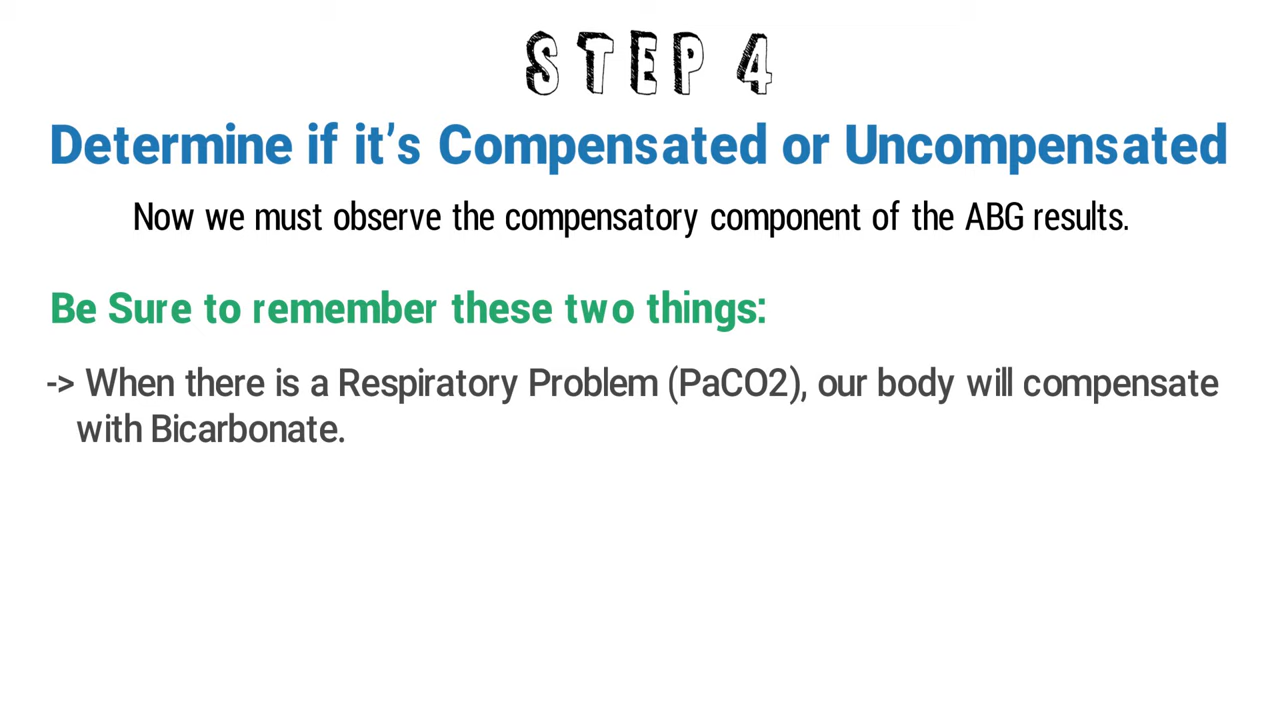 STEP 4
Determine if it's Compensated or Uncompensated
Now we must observe the compensatory component of the ABG results.
Be Sure to remember these two things:
-> When there is a Respiratory Problem (PaCO2), our body will compensate
with Bicarbonate.